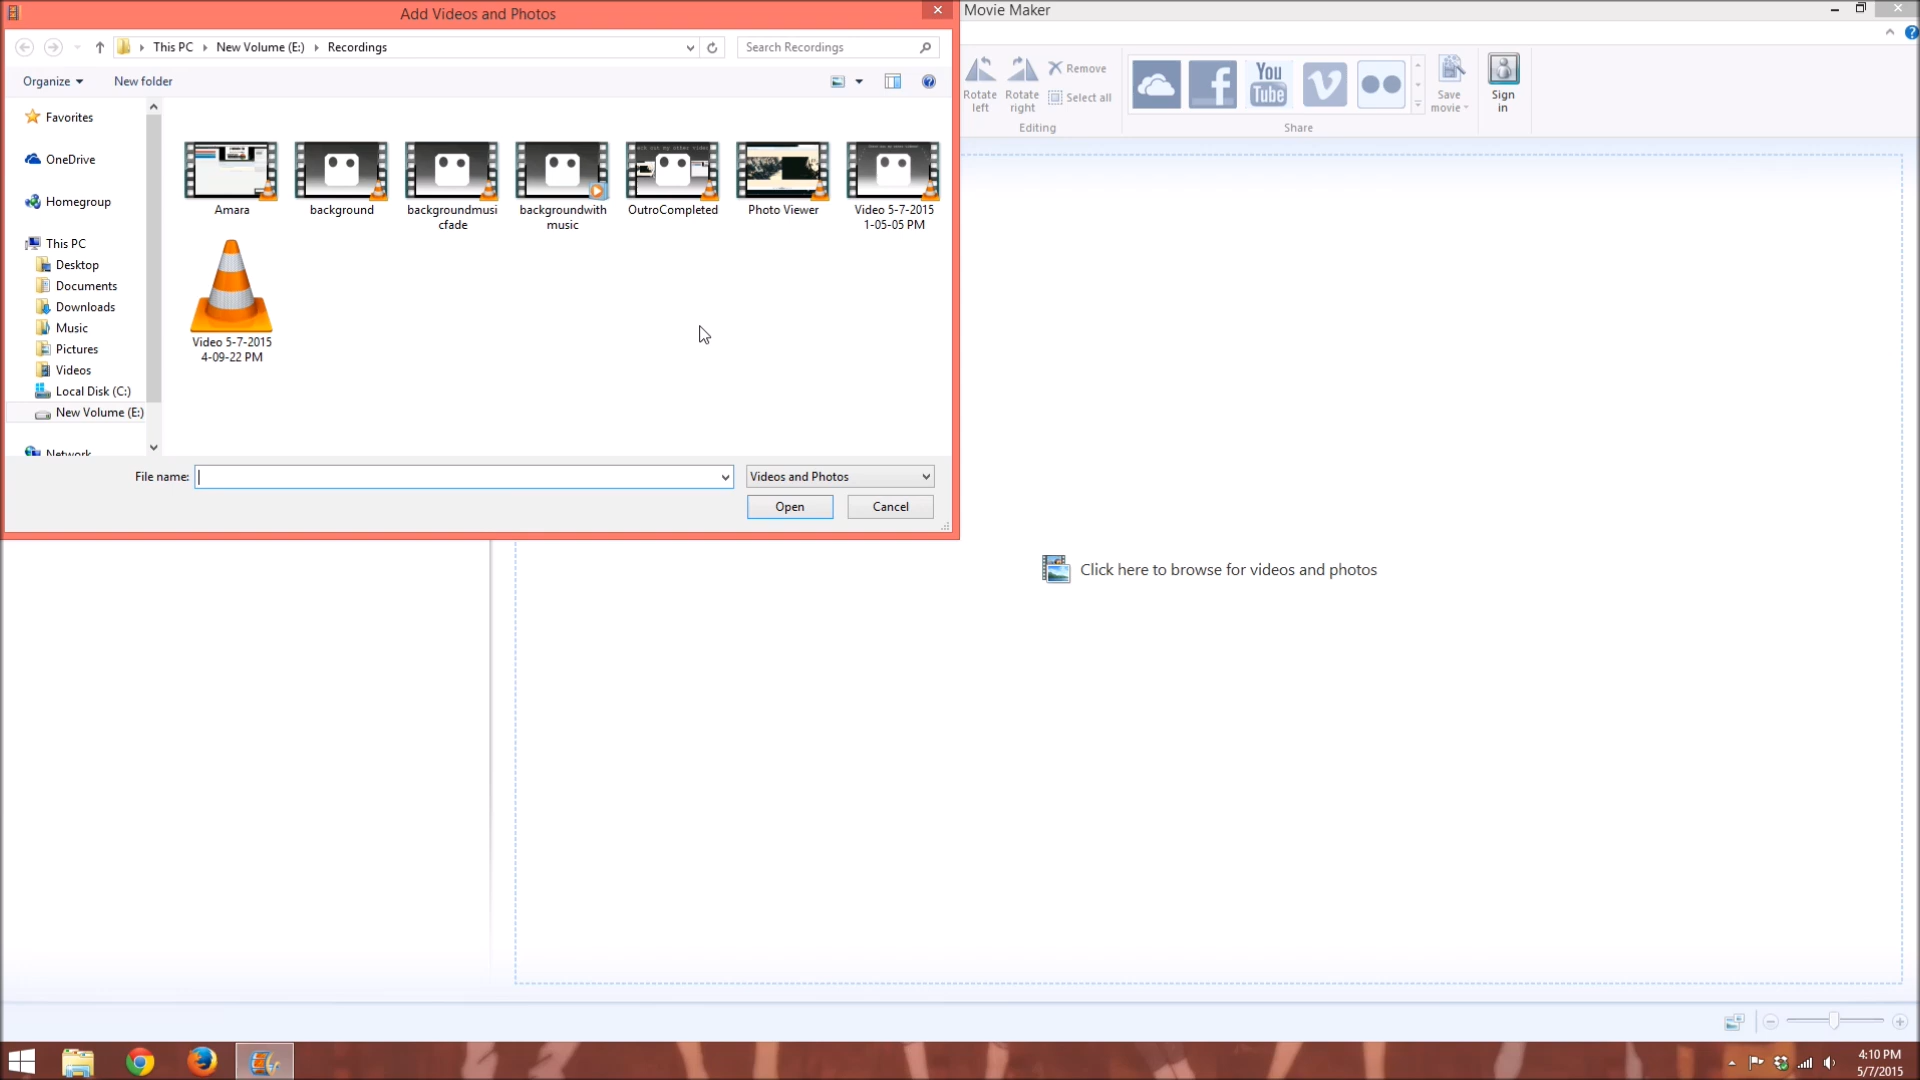 Add Videos and Photos
Movie Maker
This PC
New Volume (E:)
Recordings
Search Recordings
Organize
New folder
Rotate left
Rotate right
Remove
Select all
Editing
You Tube
Share
Save movie
Sign in
Favorites
OneDrive
Homegroup
This PC
Desktop
Documents
Downloads
Music
Pictures
Videos
Local Disk (C:)
New Volume (E:)
Network
Amara
background
backgroundmusi
cfade
backgroundwith
music
OutroCompleted
Photo Viewer
Video 5-7-2015
1-05-05 PM
Video 5-7-2015
4-09-22 PM
File name:
Videos and Photos
Open
Cancel
Click here to browse for videos and photos
4:10 PM
5/7/2015